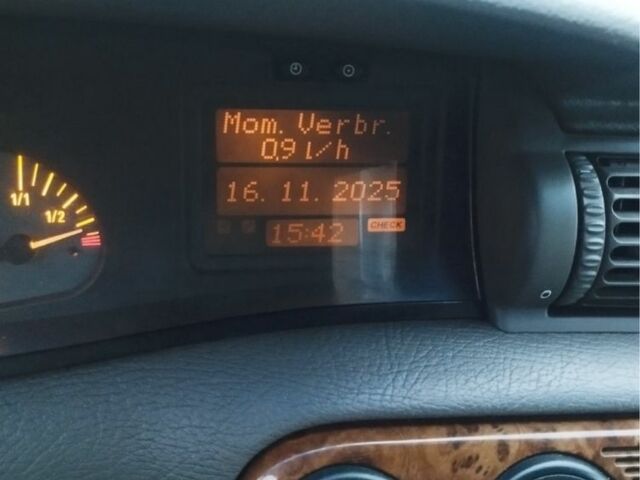 Mom. Verbr.
0,9 l/h
16. 11. 2025
15:42 CHECK
1/1
1/2